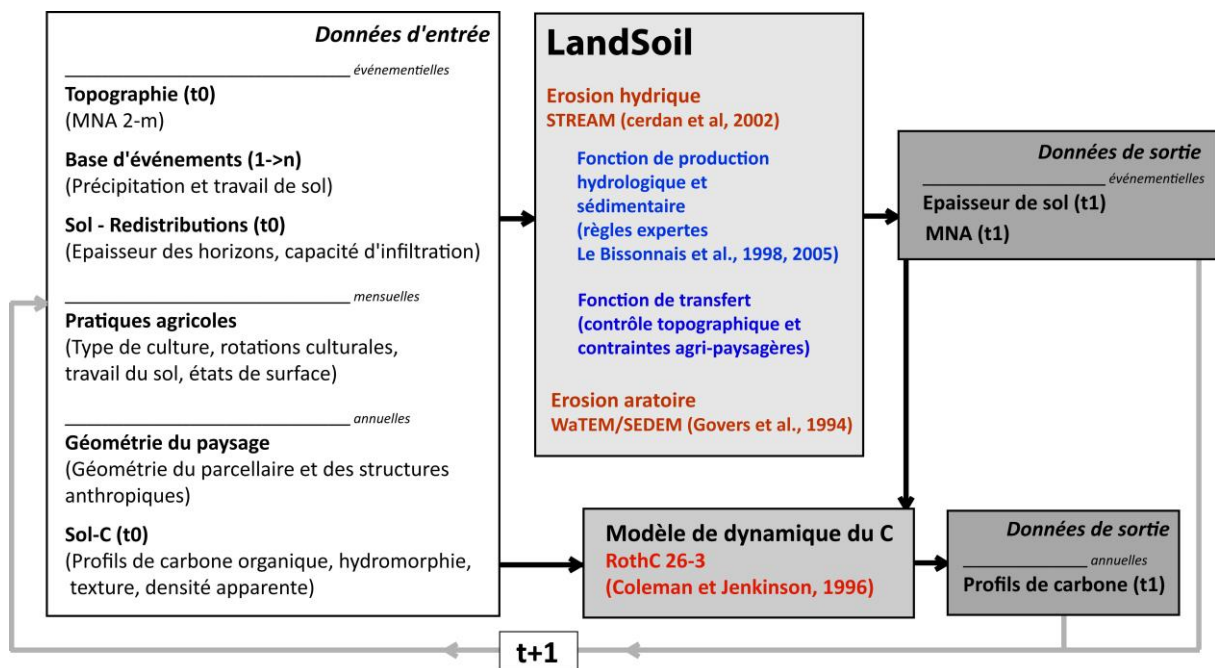 Données d'entrée
événementielles
Topographie (t0)
(MNA 2-m)
Base d'événements (1->n)
(Précipitation et travail de sol)
Sol - Redistributions (t0)
(Epaisseur des horizons, capacité d'infiltration)
mensuelles
Pratiques agricoles
(Type de culture, rotations culturales,
travail du sol, états de surface)
annuelles
Géométrie du paysage
(Géométrie du parcellaire et des structures
anthropiques)
Sol-C (t0)
(Profils de carbone organique, hydromorphie,
texture, densité apparente)
LandSoil
Erosion hydrique
STREAM (cerdan et al, 2002)
Fonction de production
hydrologique et
sédimentaire
(règles expertes
Le Bissonnais et al., 1998, 2005)
Fonction de transfert
(contrôle topographique et
contraintes agri-paysagères)
Erosion aratoire
WaTEM/SEDEM (Govers et al., 1994)
Données de sortie
événementielles
Epaisseur de sol (t1)
MNA (t1)
Modèle de dynamique du C
RothC 26-3
(Coleman et Jenkinson, 1996)
Données de sortie
annuelles
Profils de carbone (t1)
t+1